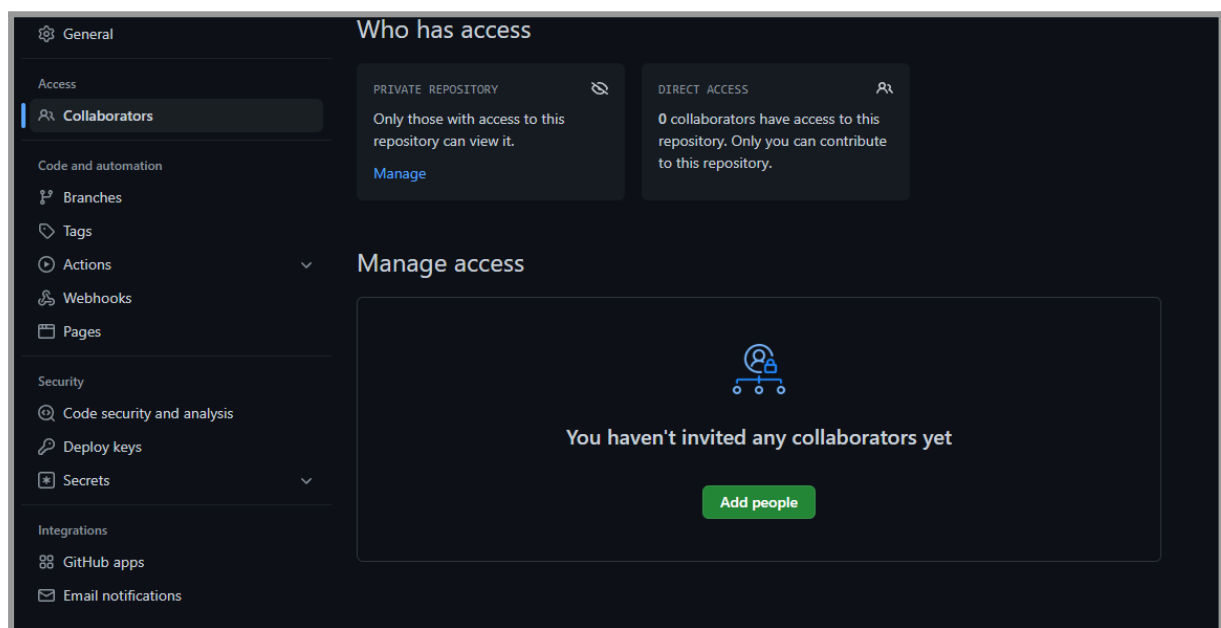 General
Access
Collaborators
Code and automation
Branches
Tags
Actions
Webhooks
Pages
Security
Code security and analysis
Deploy keys
Secrets
Integrations
GitHub apps
Email notifications
Who has access
PRIVATE REPOSITORY
Only those with access to this
repository can view it.
Manage
DIRECT ACCESS
0 collaborators have access to this
repository. Only you can contribute
to this repository.
Manage access
You haven't invited any collaborators yet
Add people